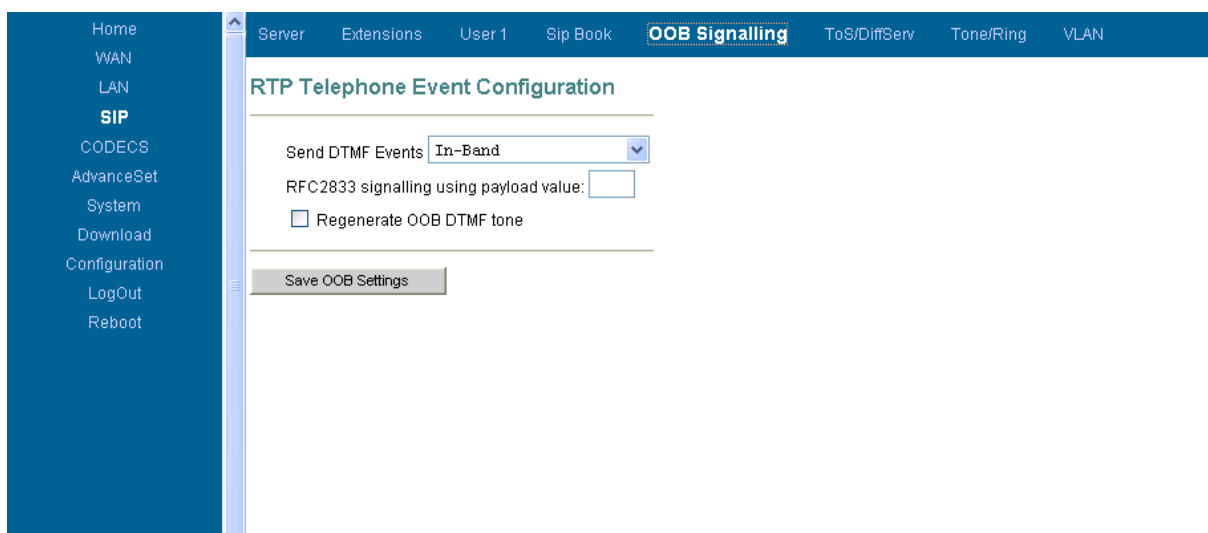 Home
WAN
LAN
SIP
CODECS
AdvanceSet
System
Download
Configuration
LogOut
Reboot
Server Extensions User 1 Sip Book OOB Signalling ToS/DiffServ Tone/Ring VLAN
RTP Telephone Event Configuration
Send DTMF Events In-Band
RFC2833 signalling using payload value:
Regenerate OOB DTMF tone
Save OOB Settings